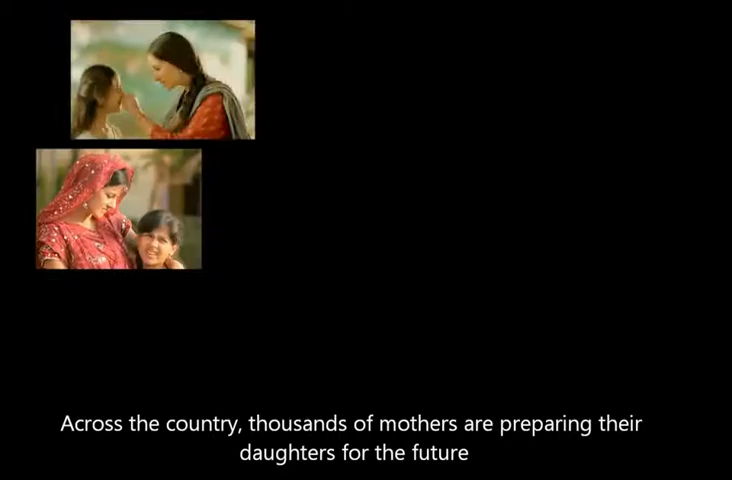 Across the country, thousands of mothers are preparing their
daughters for the future